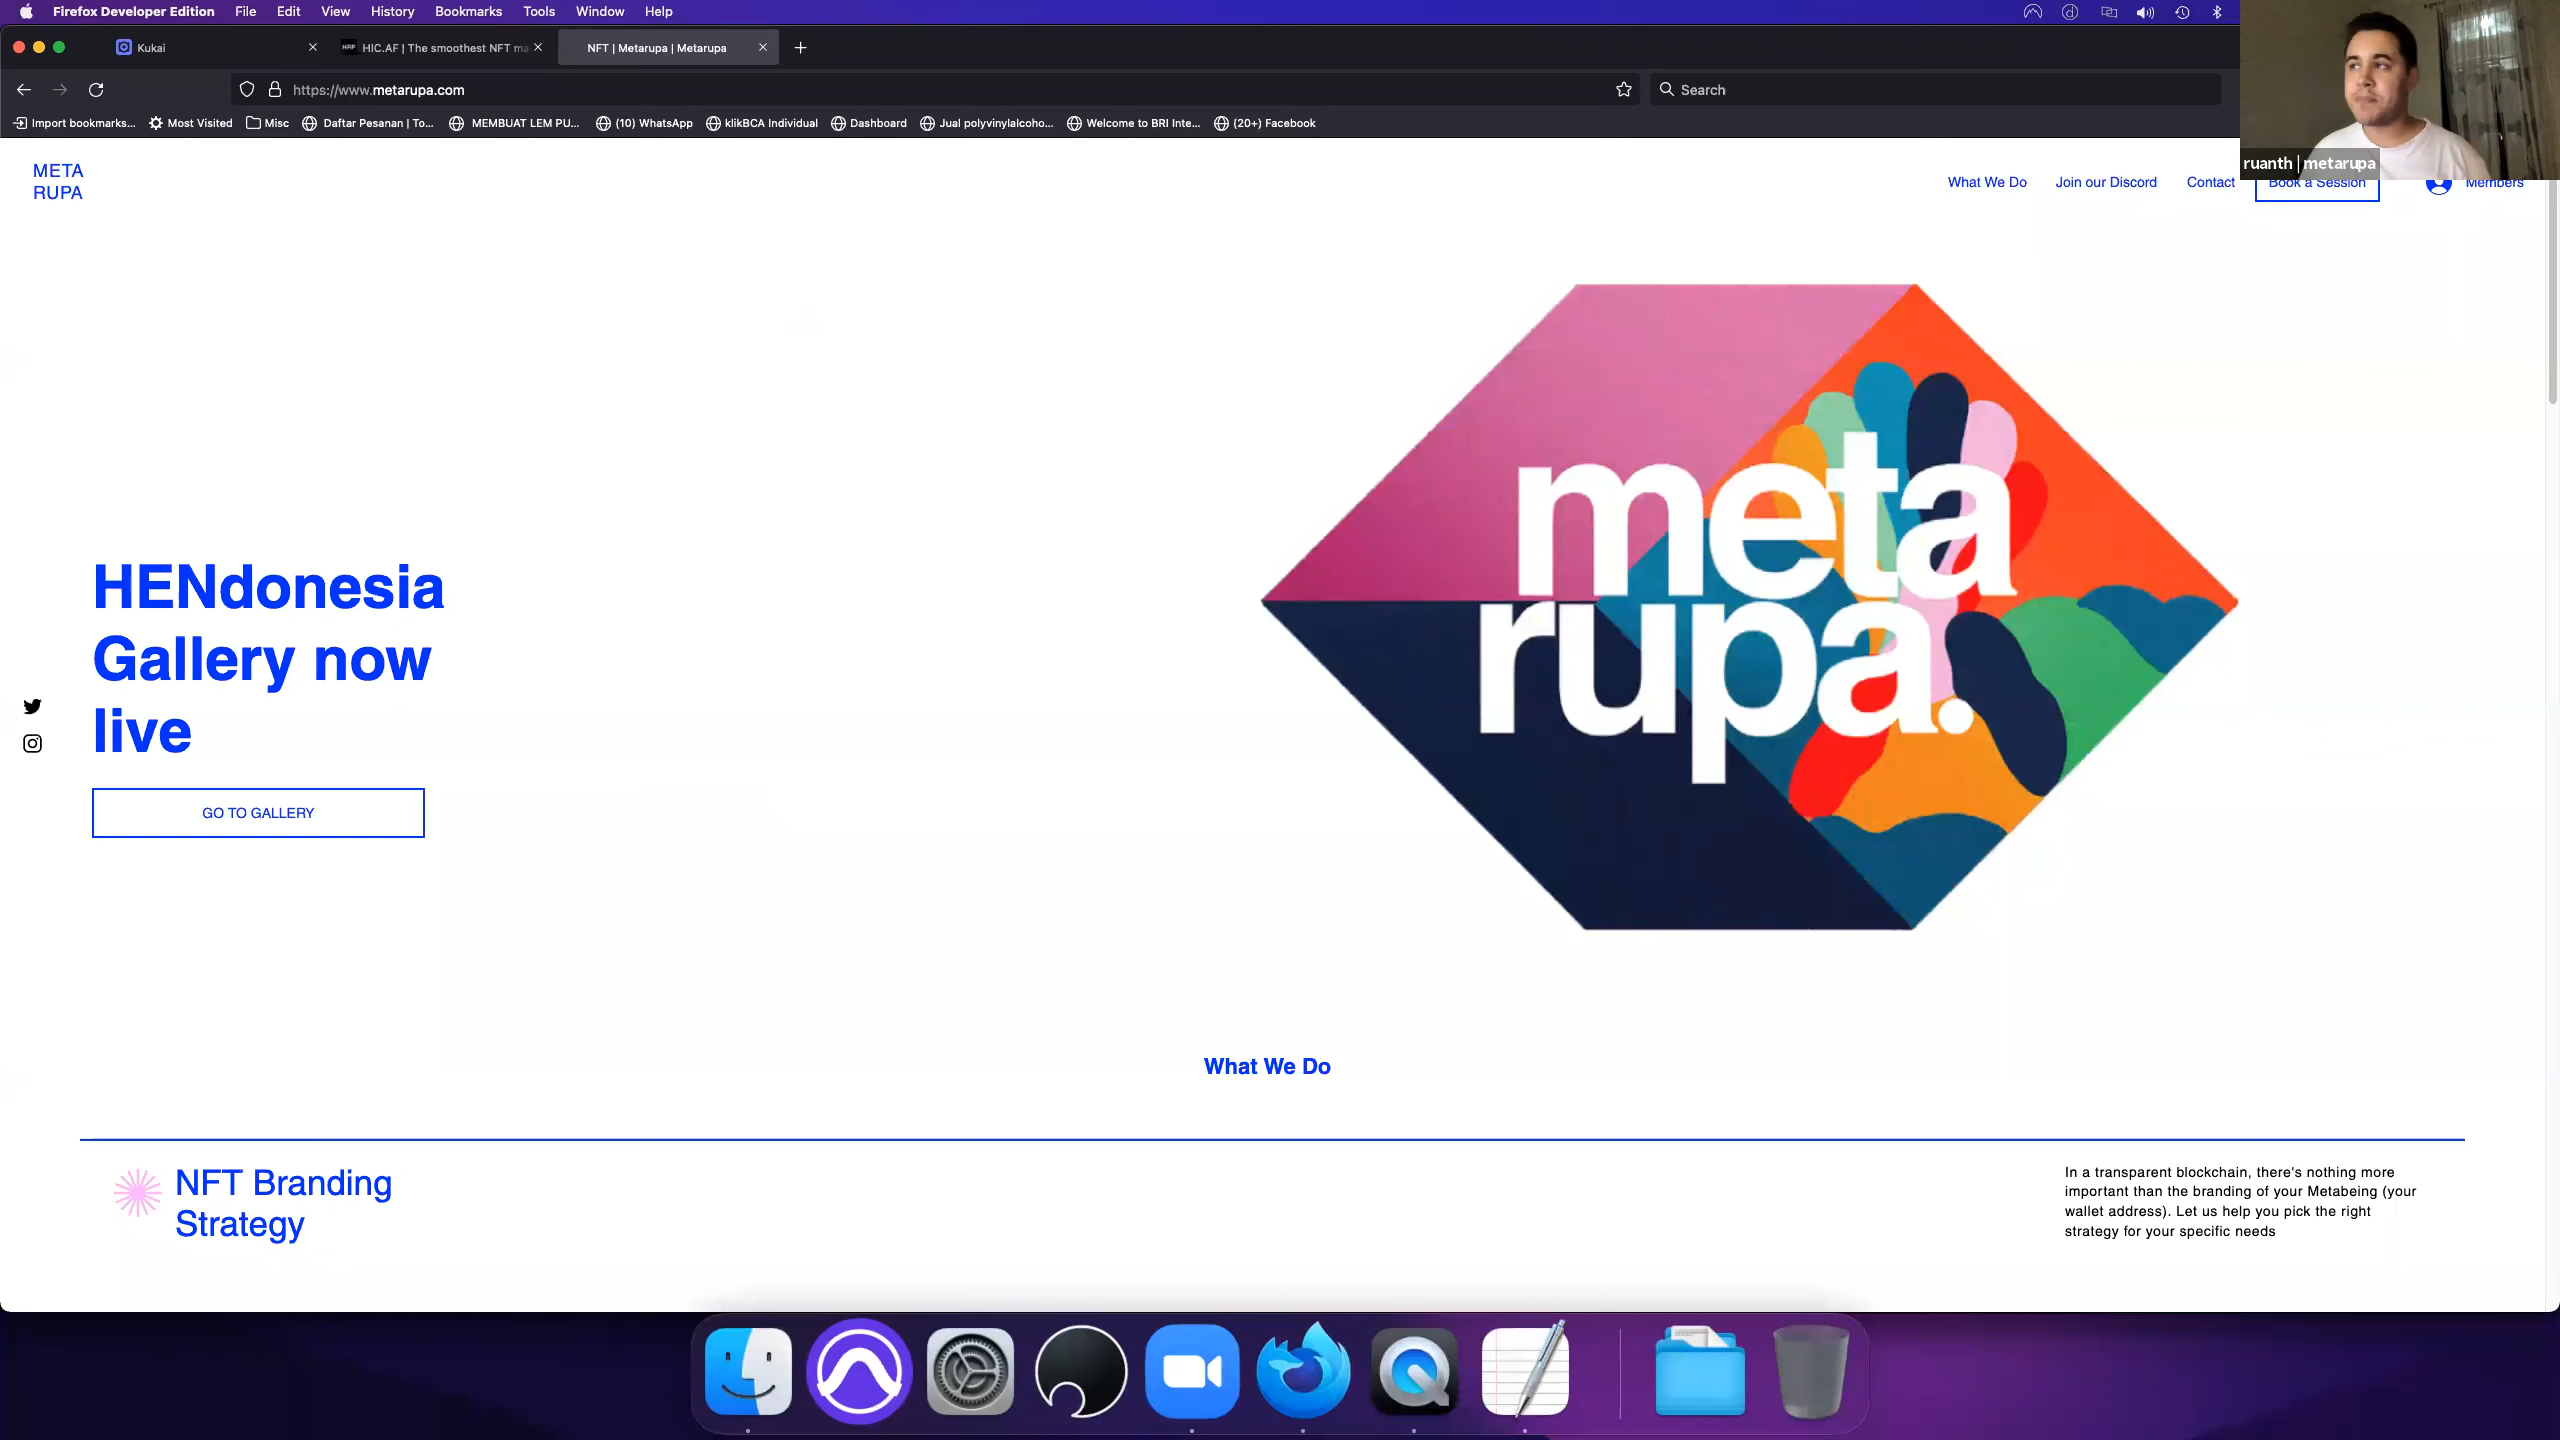 Firefox Developer Edition File Edit View History Bookmarks Tools Window Help
Kukai
HIC.AF | The smoothest NFT ma
NFT | Metarupa | Metarupa
https://www.metarupa.com
Search
Import bookmarks... Most Visited Misc Daftar Pesanan | To... MEMBUAT LEM PU... (10) WhatsApp klikBCA Individual Dashboard Jual polyvinylalcoho... Welcome to BRI Inte... (20+) Facebook
ruanth | metarupa
META
RUPA
What We Do Join our Discord Contact Book a Session Members
meta
rupa.
HENdonesia
Gallery now
live
GO TO GALLERY
What We Do
NFT Branding
Strategy
In a transparent blockchain, there's nothing more
important than the branding of your Metabeing (your
wallet address). Let us help you pick the right
strategy for your specific needs